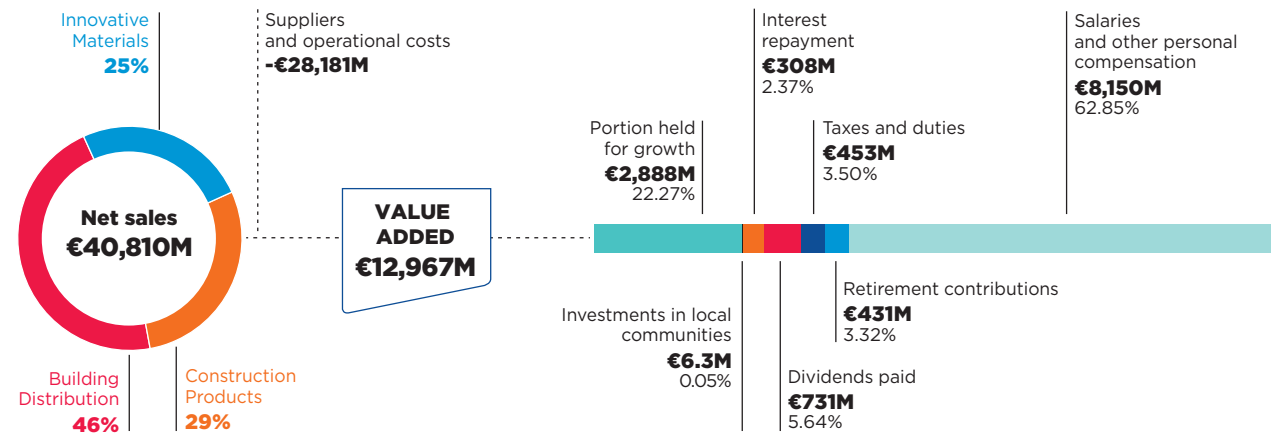 Innovative
Materials
25%
Suppliers
and operational costs
-€28,181M
Net sales
€40,810M
Building
Distribution
46%
Construction
Products
29%
VALUE
ADDED
€12,967M
Portion held
for growth
€2,888M
22.27%
Interest
repayment
€308M
2.37%
Taxes and duties
€453M
3.50%
Salaries
and other personal
compensation
€8,150M
62.85%
Investments in local
communities
€6.3M
0.05%
Dividends paid
€731M
5.64%
Retirement contributions
€431M
3.32%